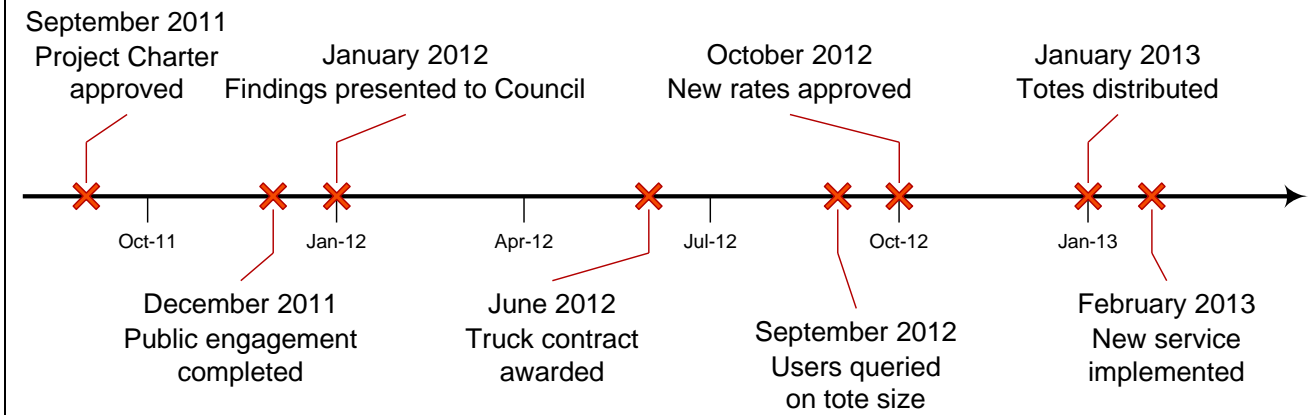 September 2011
Project Charter
approved
January 2012
Findings presented to Council
October 2012
New rates approved
January 2013
Totes distributed
Oct-11
Jan-12
Apr-12
Jul-12
Oct-12
Jan-13
December 2011
Public engagement
completed
June 2012
Truck contract
awarded
September 2012
Users queried
on tote size
February 2013
New service
implemented